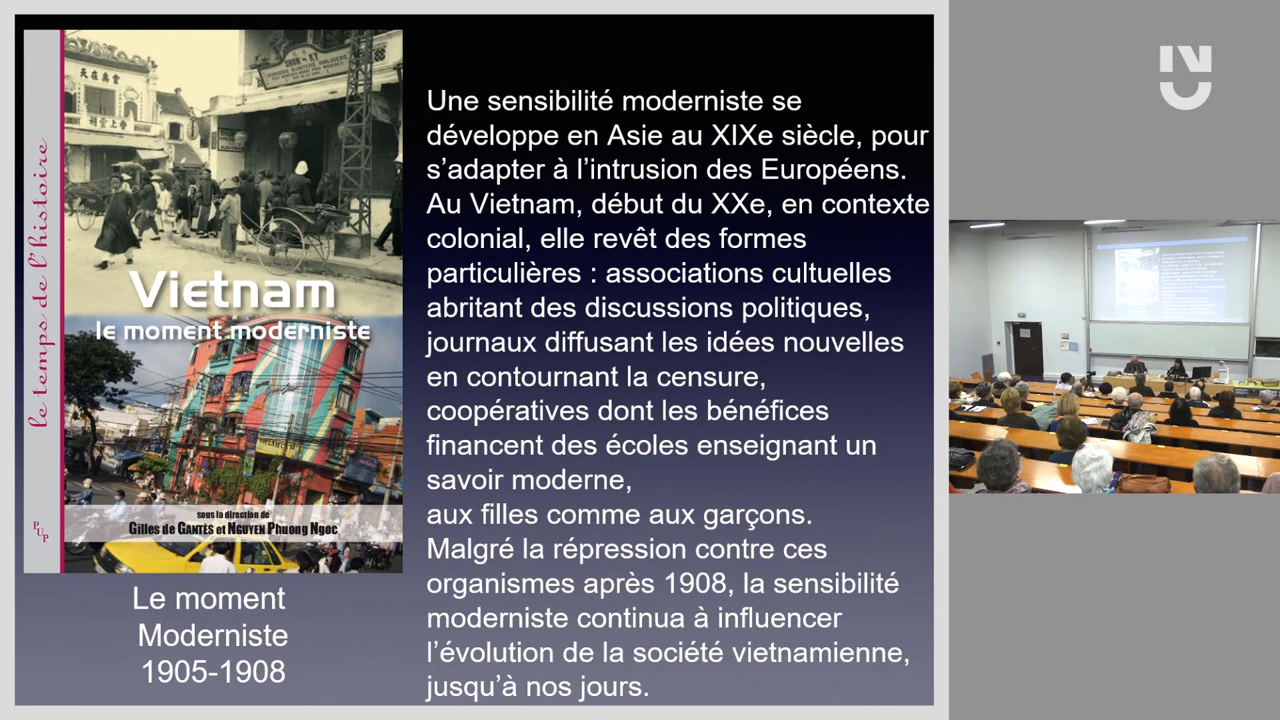 le temps de l'histoire
Vietnam
le moment moderniste
sous la direction de
Gilles de GANTÈS et NGUYEN Phuong Ngoc
PUP
Le moment
Moderniste
1905-1908
Une sensibilité moderniste se
développe en Asie au XIXe siècle, pour
s’adapter à l’intrusion des Européens.
Au Vietnam, début du XXe, en contexte
colonial, elle revêt des formes
particulières : associations cultuelles
abritant des discussions politiques,
journaux diffusant les idées nouvelles
en contournant la censure,
coopératives dont les bénéfices
financent des écoles enseignant un
savoir moderne,
aux filles comme aux garçons.
Malgré la répression contre ces
organismes après 1908, la sensibilité
moderniste continua à influencer
l’évolution de la société vietnamienne,
jusqu’à nos jours.